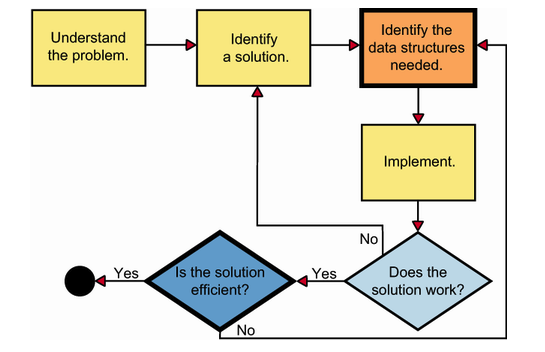 Understand
the problem.
Identify
a solution.
Identify the
data structures
needed.
Implement.
No
Does the
solution work?
Yes
Is the solution
efficient?
Yes
No